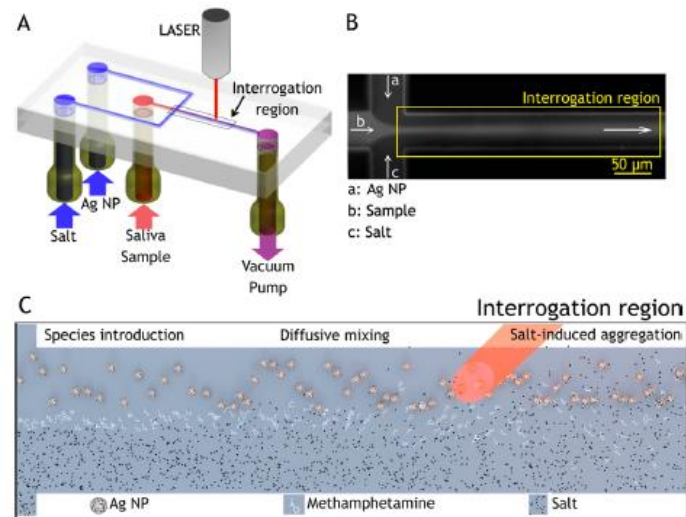 A
LASER
Interrogation
region
Ag NP
Salt
Saliva
Sample
Vacuum
Pump
B
Interrogation region
a
b
c
50 µm
a: Ag NP
b: Sample
c: Salt
C
Interrogation region
Species introduction
Diffusive mixing
Salt-induced aggregation
Ag NP
Methamphetamine
Salt